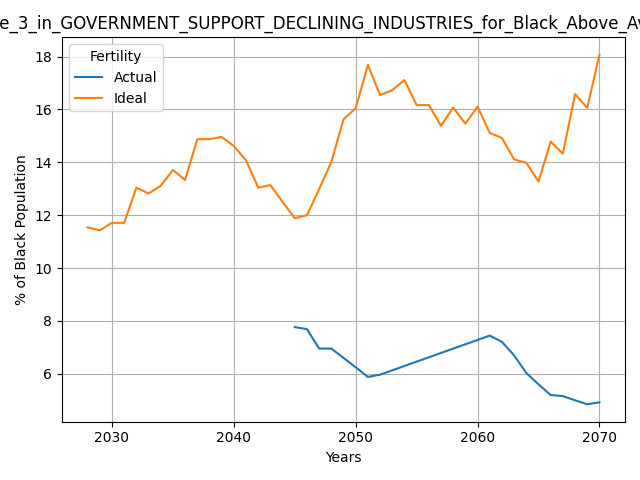 e_3_in_GOVERNMENT_SUPPORT_DECLINING_INDUSTRIES_for_Black_Above_Av
Fertility
Actual
Ideal
% of Black Population
18
16
14
12
10
8
6
2030 2040 2050 2060 2070
Years